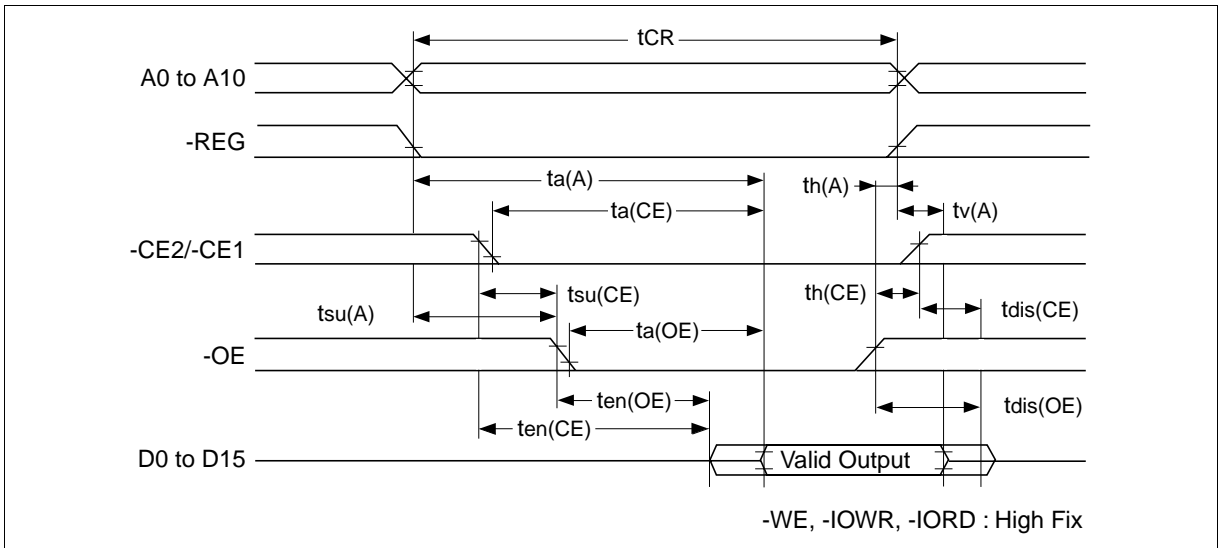 tCR
A0 to A10
-REG
ta(A)
th(A)
ta(CE)
tv(A)
-CE2/-CE1
tsu(CE)
th(CE)
tsu(A)
tdis(CE)
ta(OE)
-OE
ten(OE)
tdis(OE)
ten(CE)
D0 to D15
Valid Output
-WE, -IOWR, -IORD : High Fix